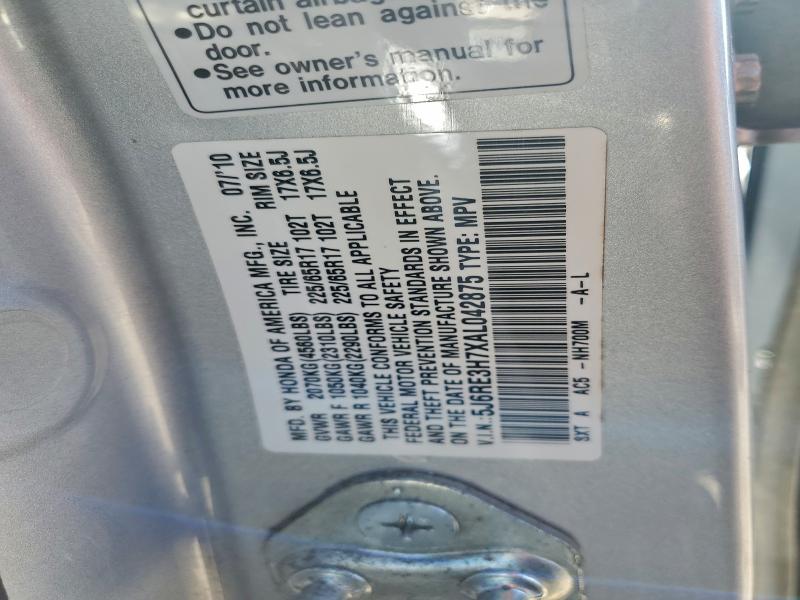 curtain airbag
●Do not lean against the
door.
●See owner's manual for
more information.
MFD. BY HONDA OF AMERICA MFG., INC. 07/'10
GVWR 2070KG(4560LBS) TIRE SIZE RIM SIZE
GAWR F 1050KG(2310LBS) 225/65R17 102T 17X6.5J
GAWR R 1040KG(2290LBS) 225/65R17 102T 17X6.5J
THIS VEHICLE CONFORMS TO ALL APPLICABLE
FEDERAL MOTOR VEHICLE SAFETY
AND THEFT PREVENTION STANDARDS IN EFFECT
ON THE DATE OF MANUFACTURE SHOWN ABOVE.
V.I.N.:5J6RE3H7XAL042875 TYPE: MPV
SXT A AC5 -NH700M -A-L